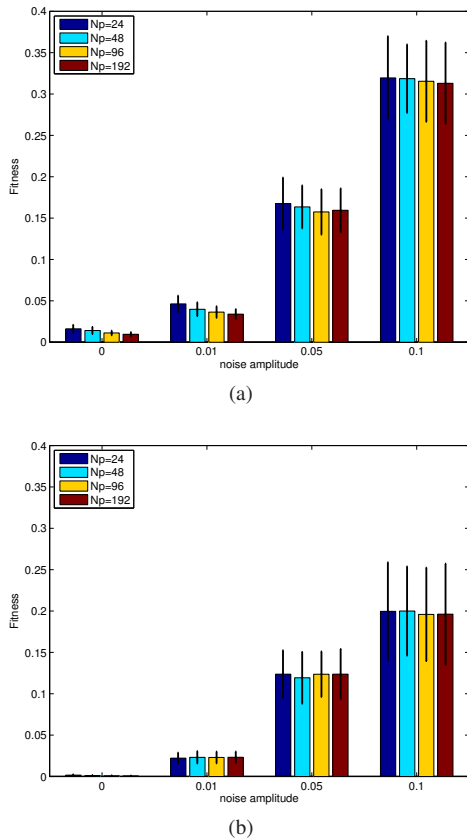 0.4
0.35
0.3
0.25
0.2
0.15
0.1
0.05
0
Fitness
Np=24
Np=48
Np=96
Np=192
0 0.01 0.05 0.1
noise amplitude
(a)
0.4
0.35
0.3
0.25
0.2
0.15
0.1
0.05
0
Fitness
Np=24
Np=48
Np=96
Np=192
0 0.01 0.05 0.1
noise amplitude
(b)